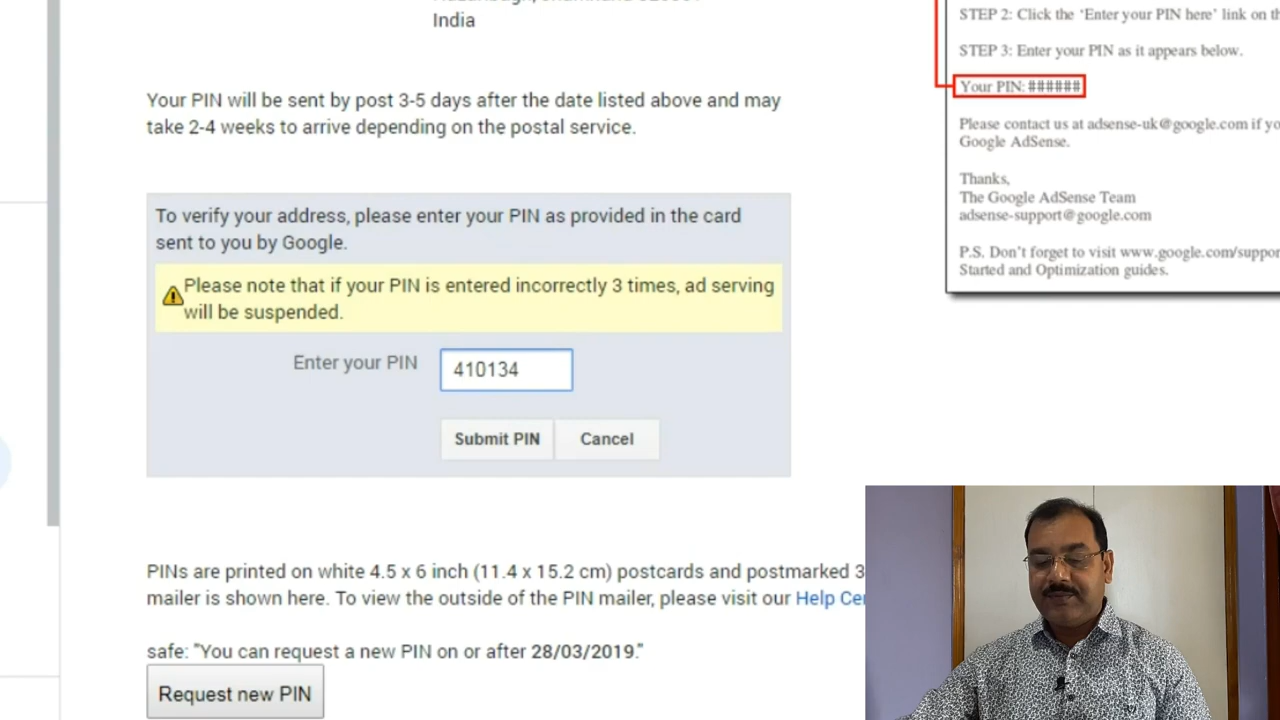 India
Your PIN will be sent by post 3-5 days after the date listed above and may
take 2-4 weeks to arrive depending on the postal service.
To verify your address, please enter your PIN as provided in the card
sent to you by Google.
Please note that if your PIN is entered incorrectly 3 times, ad serving
will be suspended.
Enter your PIN 410134
Submit PIN Cancel
PINs are printed on white 4.5 x 6 inch (11.4 x 15.2 cm) postcards and postmarked 3
mailer is shown here. To view the outside of the PIN mailer, please visit our Help Cen
safe: "You can request a new PIN on or after 28/03/2019."
Request new PIN
STEP 2: Click the 'Enter your PIN here' link on th
STEP 3: Enter your PIN as it appears below.
Your PIN: ######
Please contact us at adsense-uk@google.com if yo
Google AdSense.
Thanks,
The Google AdSense Team
adsense-support@google.com
P.S. Don't forget to visit www.google.com/suppor
Started and Optimization guides.